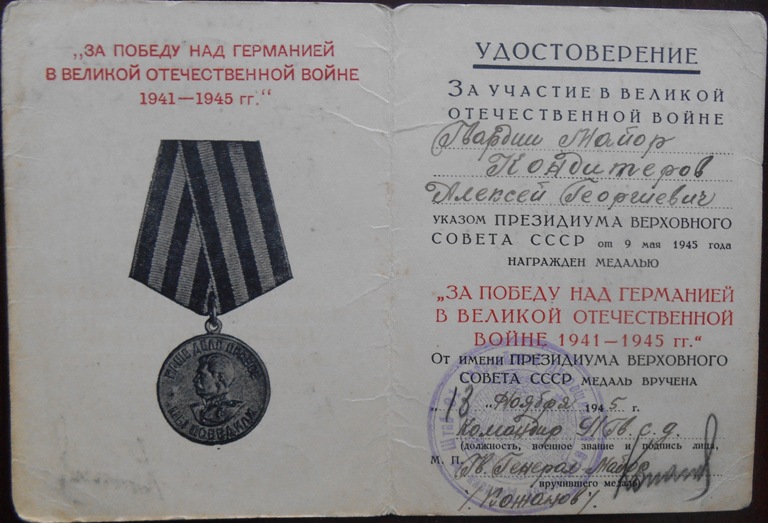 „ЗА ПОБЕДУ НАД ГЕРМАНИЕЙ
В ВЕЛИКОЙ ОТЕЧЕСТВЕННОЙ ВОЙНЕ
1941—1945 гг.“
НАШЕ ДЕЛО ПРАВОЕ
МЫ ПОБЕДИЛИ
УДОСТОВЕРЕНИЕ
ЗА УЧАСТИЕ В ВЕЛИКОЙ
ОТЕЧЕСТВЕННОЙ ВОЙНЕ
Гвардии Майор
Кондитеров
Алексей Георгиевич
УКАЗОМ ПРЕЗИДИУМА ВЕРХОВНОГО
СОВЕТА СССР от 9 мая 1945 года
НАГРАЖДЕН МЕДАЛЬЮ
„ЗА ПОБЕДУ НАД ГЕРМАНИЕЙ
В ВЕЛИКОЙ ОТЕЧЕСТВЕННОЙ
ВОЙНЕ 1941—1945 гг.“
От имени ПРЕЗИДИУМА ВЕРХОВНОГО
СОВЕТА СССР МЕДАЛЬ ВРУЧЕНА
„13“ Ноября 1945 г.
Командир Гв. с. д.
(должность, военное звание и подпись лица,
М. П. Гв. Генерал-Майор
вручившего медаль)